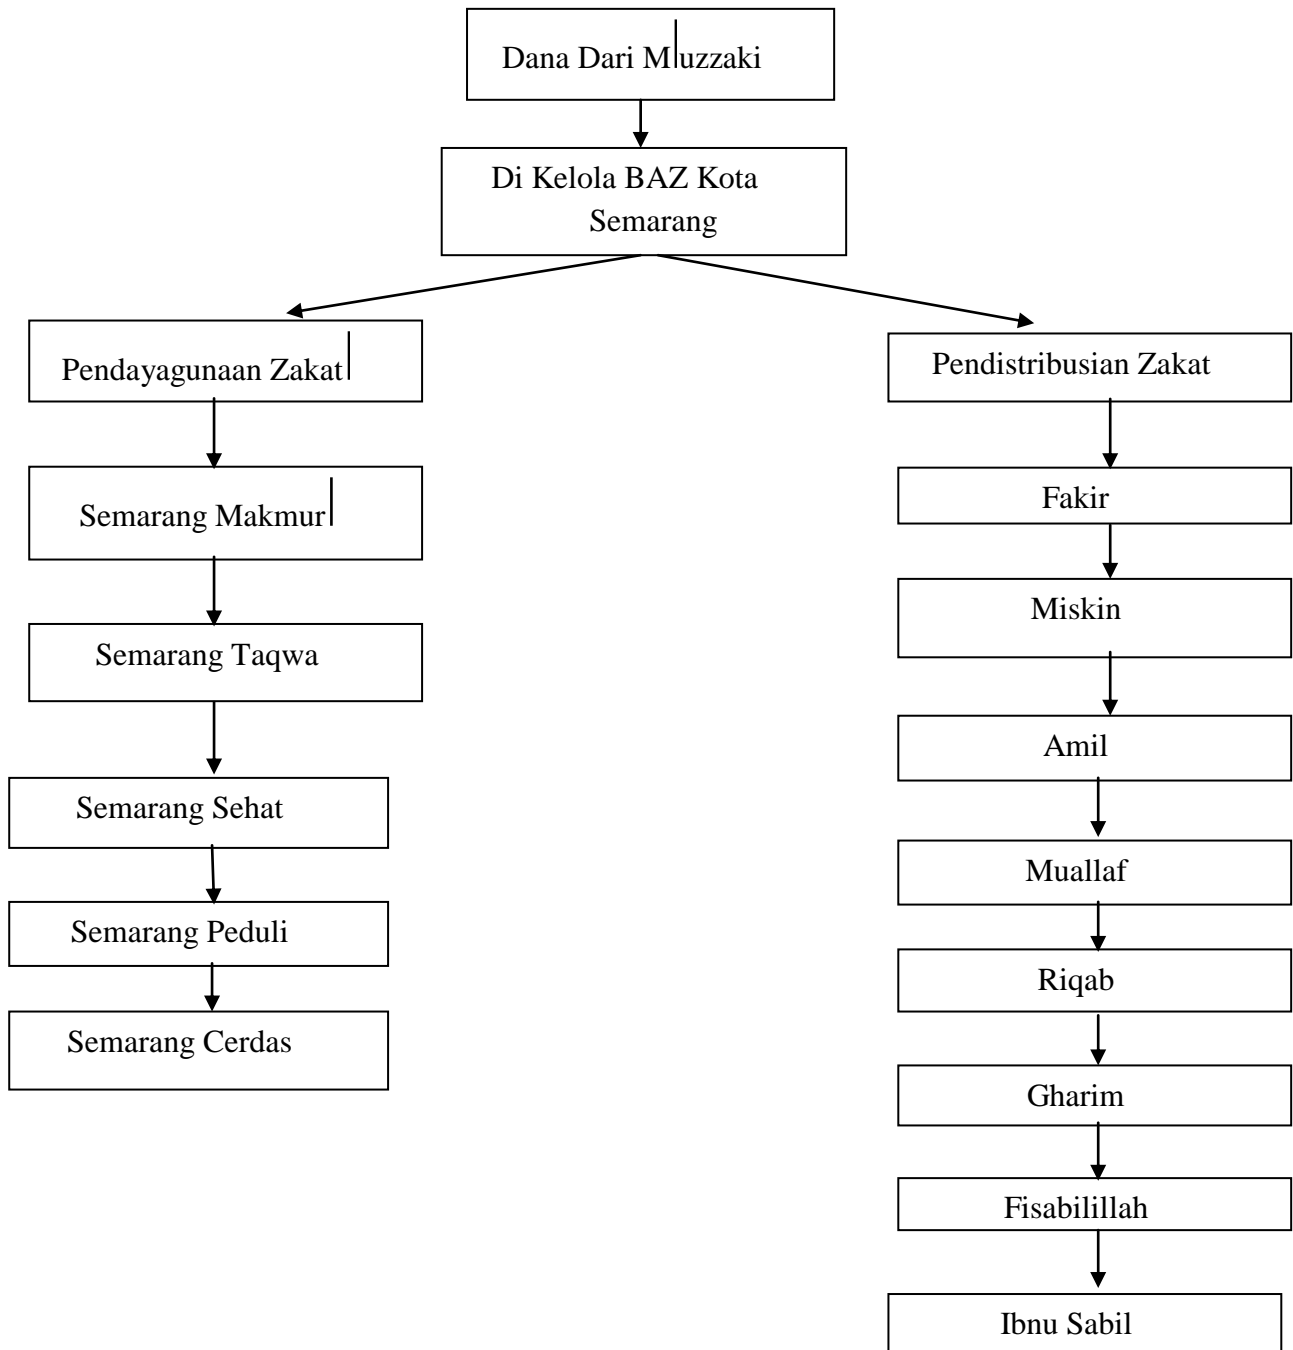 Dana Dari Muzzaki
Di Kelola BAZ Kota
Semarang
Pendayagunaan Zakat
Semarang Makmur
Semarang Taqwa
Semarang Sehat
Semarang Peduli
Semarang Cerdas
Pendistribusian Zakat
Fakir
Miskin
Amil
Muallaf
Riqab
Gharim
Fisabilillah
Ibnu Sabil